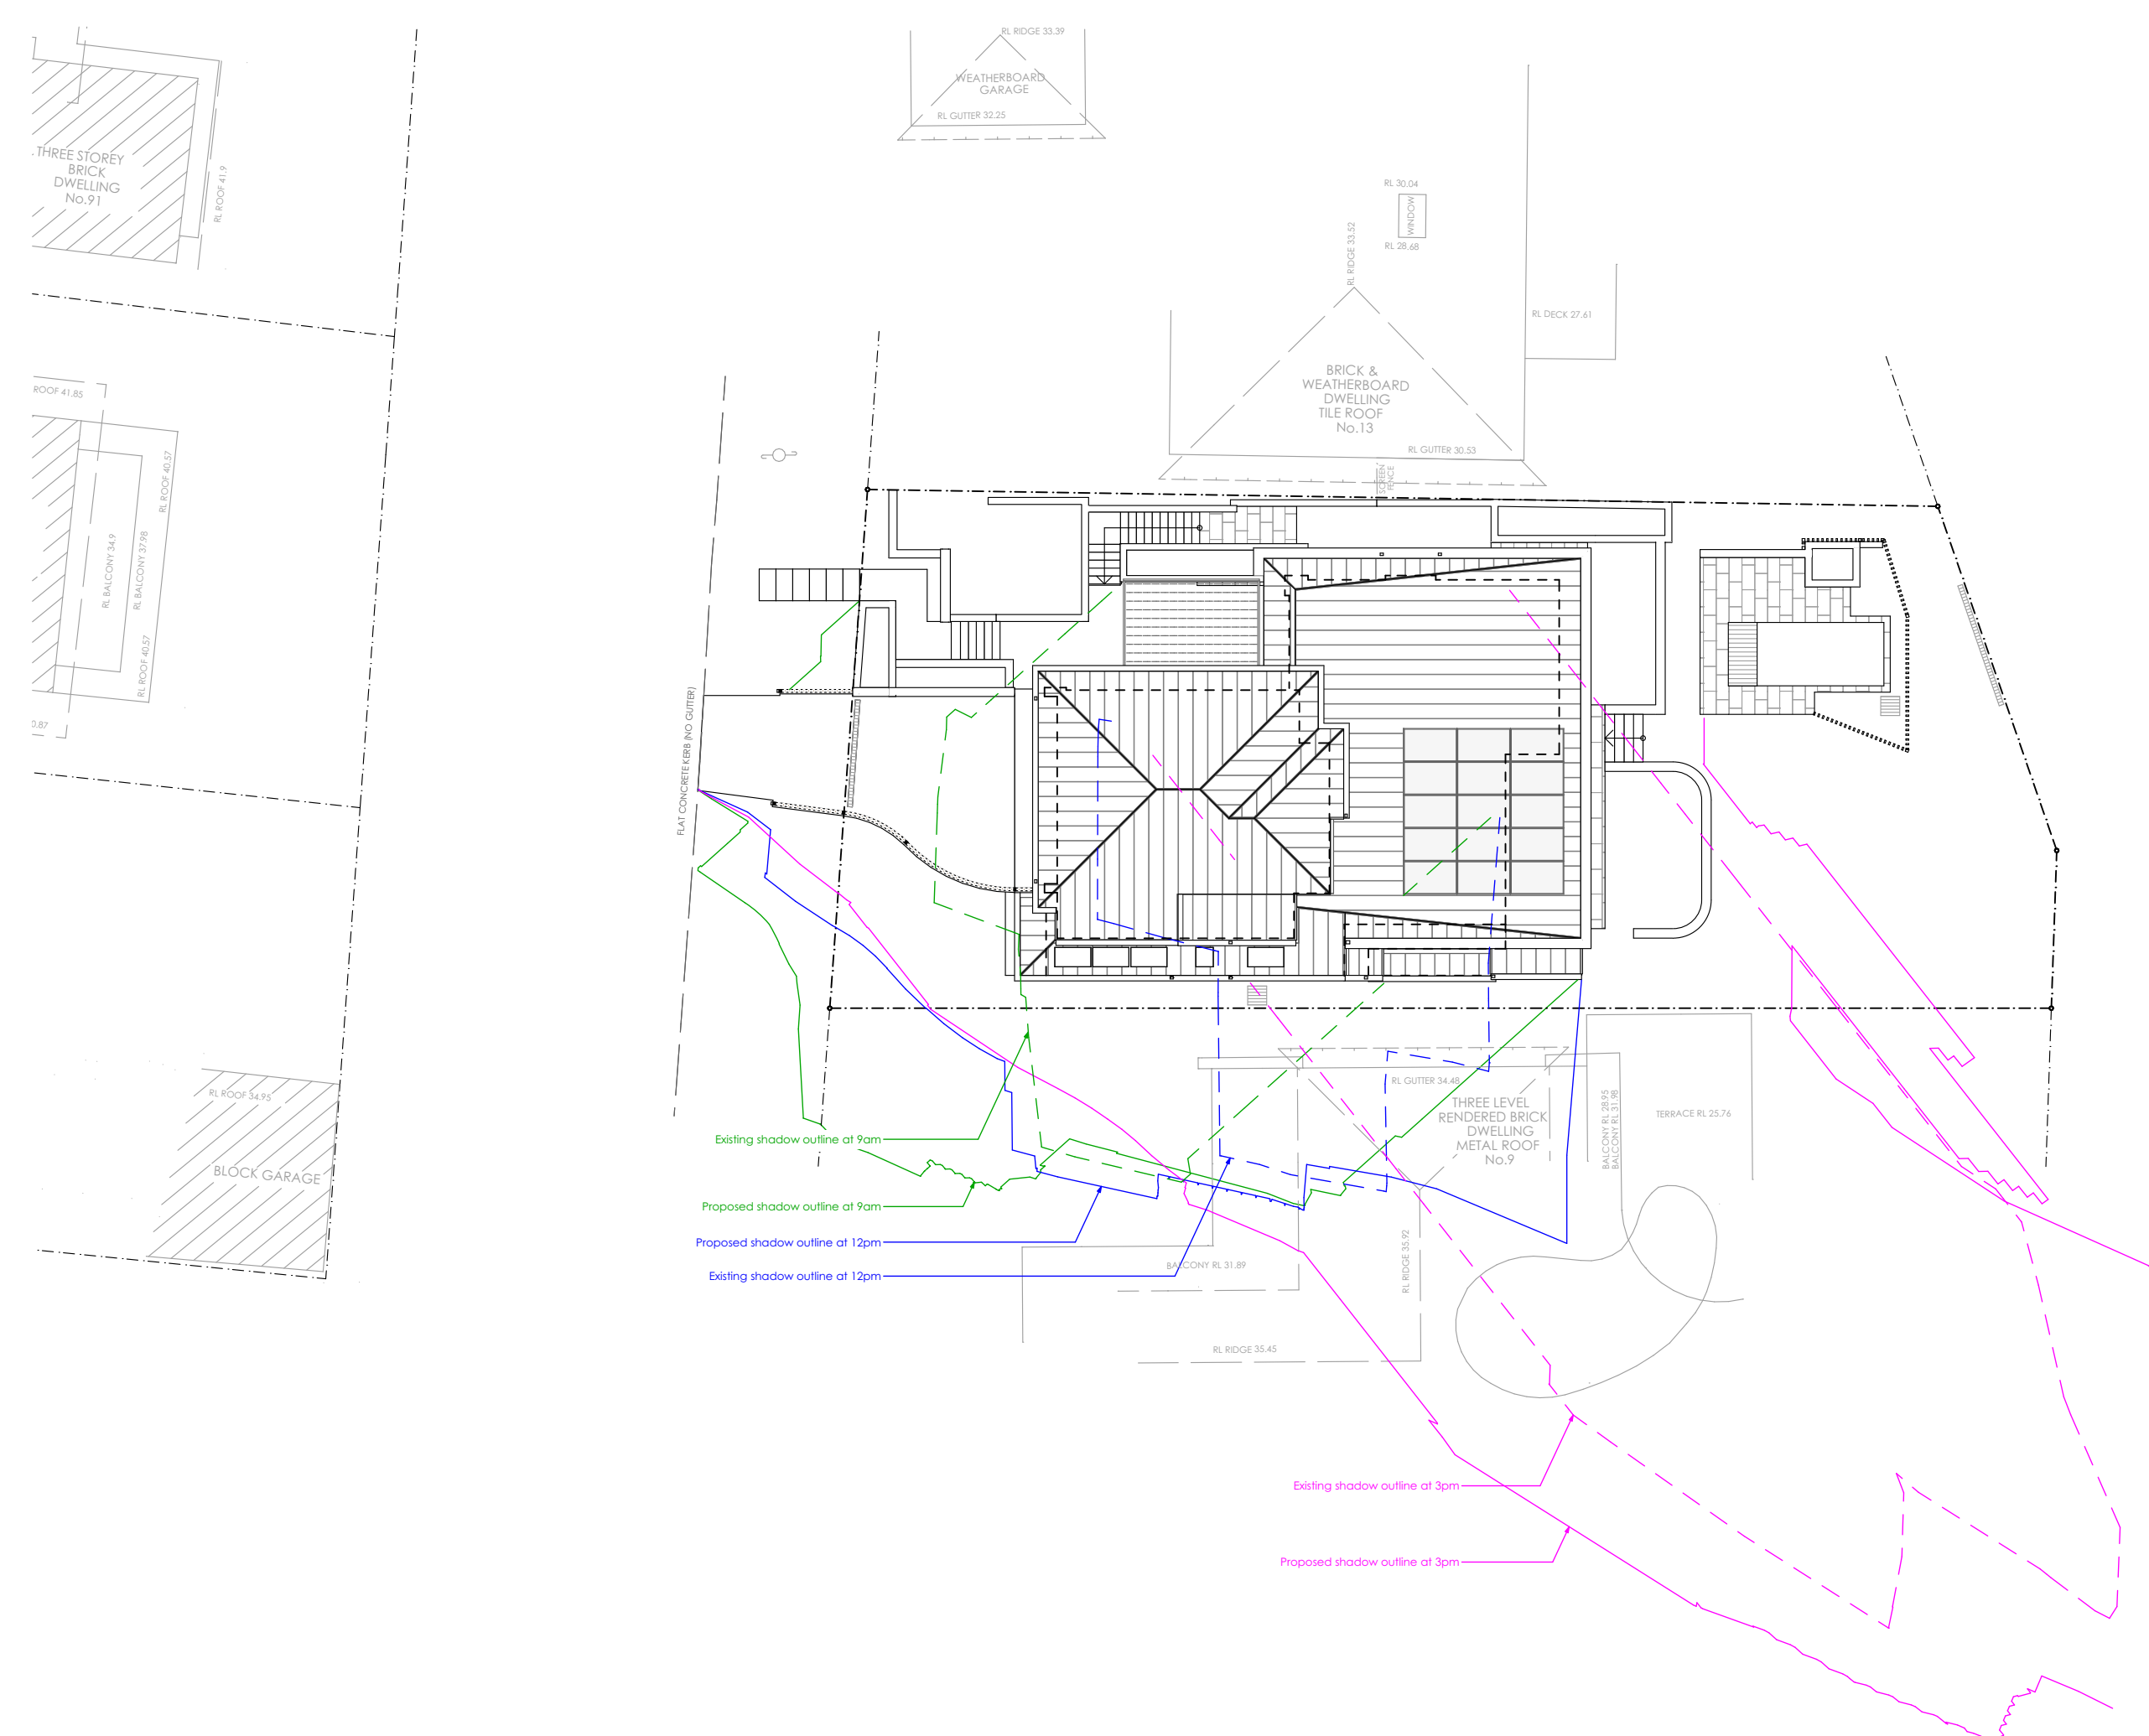 RL RIDGE 33.39
WEATHERBOARD
GARAGE
RL GUTTER 32.25
THREE STOREY
BRICK
DWELLING
No.91
RL ROOF 41.9
RL 30.04
WINDOW
RL 28.68
RL RIDGE 33.52
RL DECK 27.61
BRICK &
WEATHERBOARD
DWELLING
TILE ROOF
No.13
RL GUTTER 30.53
SCREEN
FENCE
ROOF 41.85
RL ROOF 40.57
RL BALCONY 34.9
RL BALCONY 37.98
RL ROOF 40.57
0.87
FLAT CONCRETE KERB (NO GUTTER)
RL ROOF 34.95
BLOCK GARAGE
RL GUTTER 34.48
THREE LEVEL
RENDERED BRICK
DWELLING
METAL ROOF
No.9
BALCONY RL 28.95
BALCONY RL 31.98
TERRACE RL 25.76
Existing shadow outline at 9am
Proposed shadow outline at 9am
Proposed shadow outline at 12pm
Existing shadow outline at 12pm
BALCONY RL 31.89
RL RIDGE 35.92
RL RIDGE 35.45
Existing shadow outline at 3pm
Proposed shadow outline at 3pm